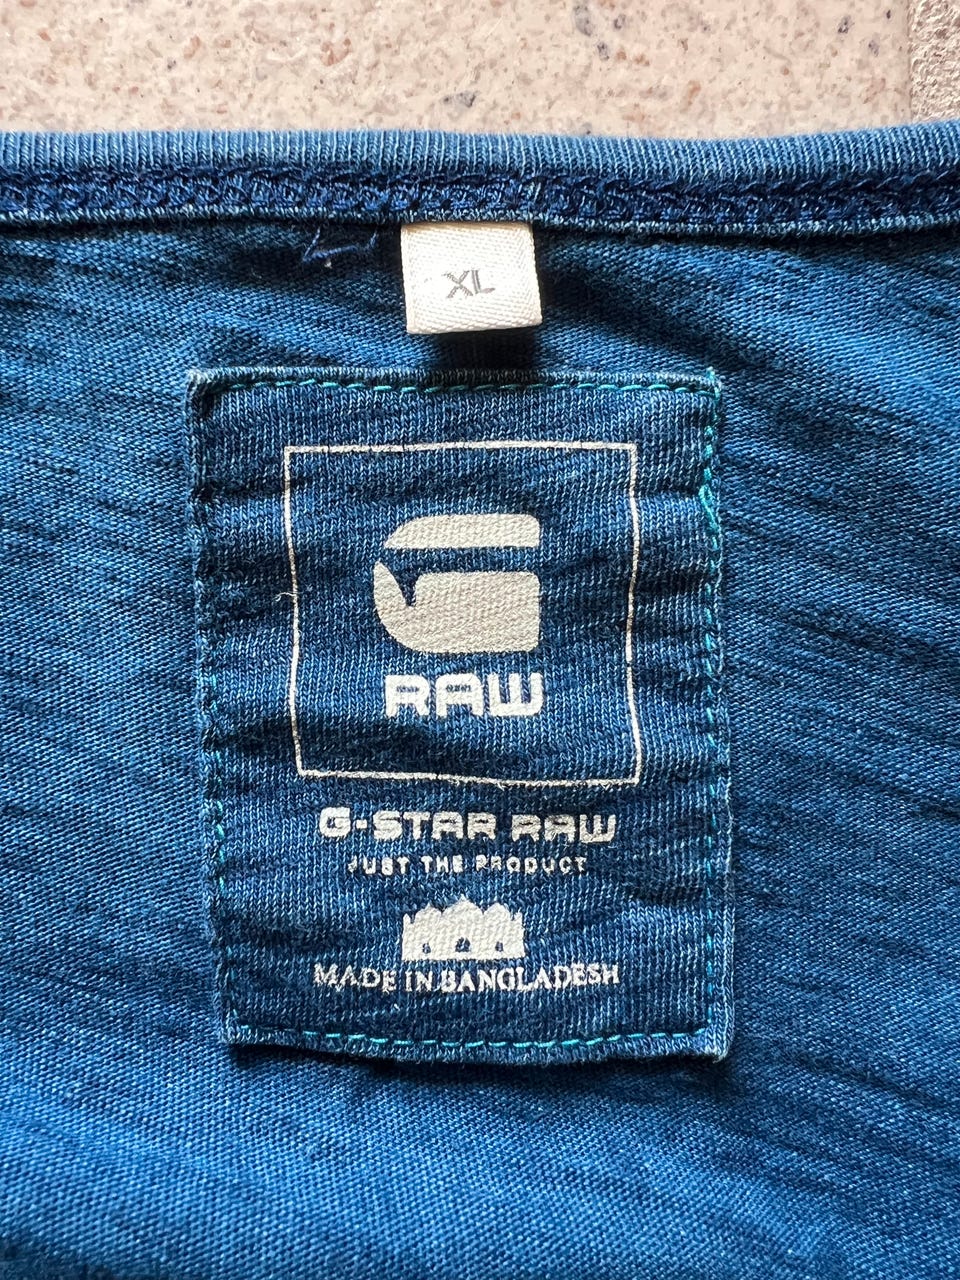 XL
G
RAW
G-STAR RAW
JUST THE PRODUCT
MADE IN BANGLADESH